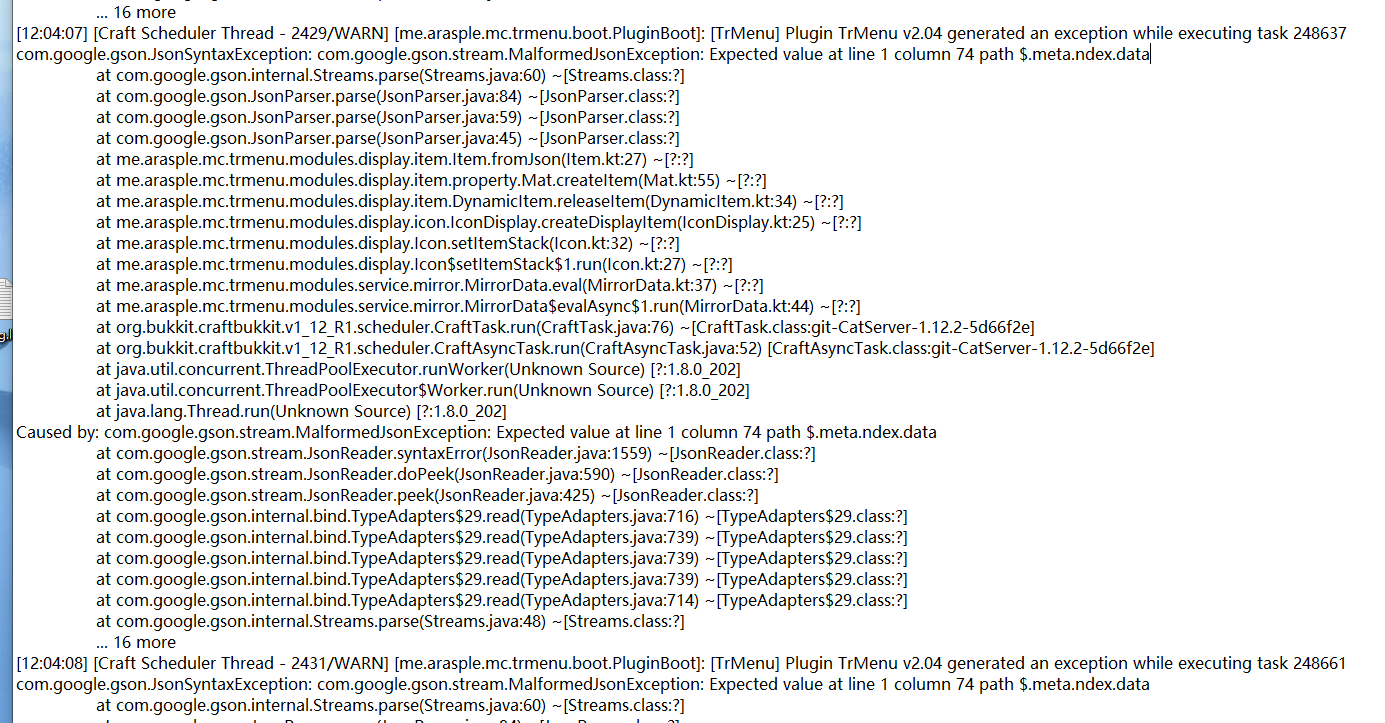 ... 16 more
[12:04:07] [Craft Scheduler Thread - 2429/WARN] [me.arasple.mc.trmenu.boot.PluginBoot]: [TrMenu] Plugin TrMenu v2.04 generated an exception while executing task 248637
com.google.gson.JsonSyntaxException: com.google.gson.stream.MalformedJsonException: Expected value at line 1 column 74 path $.meta.ndex.data
at com.google.gson.internal.Streams.parse(Streams.java:60) ~[Streams.class:?]
at com.google.gson.JsonParser.parse(JsonParser.java:84) ~[JsonParser.class:?]
at com.google.gson.JsonParser.parse(JsonParser.java:59) ~[JsonParser.class:?]
at com.google.gson.JsonParser.parse(JsonParser.java:45) ~[JsonParser.class:?]
at me.arasple.mc.trmenu.modules.display.item.Item.fromJson(Item.kt:27) ~[?:?]
at me.arasple.mc.trmenu.modules.display.item.property.Mat.createItem(Mat.kt:55) ~[?:?]
at me.arasple.mc.trmenu.modules.display.item.DynamicItem.releaseItem(DynamicItem.kt:34) ~[?:?]
at me.arasple.mc.trmenu.modules.display.icon.IconDisplay.createDisplayItem(IconDisplay.kt:25) ~[?:?]
at me.arasple.mc.trmenu.modules.display.Icon.setItemStack(Icon.kt:32) ~[?:?]
at me.arasple.mc.trmenu.modules.display.Icon$setItemStack$1.run(Icon.kt:27) ~[?:?]
at me.arasple.mc.trmenu.modules.service.mirror.MirrorData.eval(MirrorData.kt:37) ~[?:?]
at me.arasple.mc.trmenu.modules.service.mirror.MirrorData$evalAsync$1.run(MirrorData.kt:44) ~[?:?]
at org.bukkit.craftbukkit.v1_12_R1.scheduler.CraftTask.run(CraftTask.java:76) ~[CraftTask.class:git-CatServer-1.12.2-5d66f2e]
at org.bukkit.craftbukkit.v1_12_R1.scheduler.CraftAsyncTask.run(CraftAsyncTask.java:52) [CraftAsyncTask.class:git-CatServer-1.12.2-5d66f2e]
at java.util.concurrent.ThreadPoolExecutor.runWorker(Unknown Source) [?:1.8.0_202]
at java.util.concurrent.ThreadPoolExecutor$Worker.run(Unknown Source) [?:1.8.0_202]
at java.lang.Thread.run(Unknown Source) [?:1.8.0_202]
Caused by: com.google.gson.stream.MalformedJsonException: Expected value at line 1 column 74 path $.meta.ndex.data
at com.google.gson.stream.JsonReader.syntaxError(JsonReader.java:1559) ~[JsonReader.class:?]
at com.google.gson.stream.JsonReader.doPeek(JsonReader.java:590) ~[JsonReader.class:?]
at com.google.gson.stream.JsonReader.peek(JsonReader.java:425) ~[JsonReader.class:?]
at com.google.gson.internal.bind.TypeAdapters$29.read(TypeAdapters.java:716) ~[TypeAdapters$29.class:?]
at com.google.gson.internal.bind.TypeAdapters$29.read(TypeAdapters.java:739) ~[TypeAdapters$29.class:?]
at com.google.gson.internal.bind.TypeAdapters$29.read(TypeAdapters.java:739) ~[TypeAdapters$29.class:?]
at com.google.gson.internal.bind.TypeAdapters$29.read(TypeAdapters.java:739) ~[TypeAdapters$29.class:?]
at com.google.gson.internal.bind.TypeAdapters$29.read(TypeAdapters.java:714) ~[TypeAdapters$29.class:?]
at com.google.gson.internal.Streams.parse(Streams.java:48) ~[Streams.class:?]
... 16 more
[12:04:08] [Craft Scheduler Thread - 2431/WARN] [me.arasple.mc.trmenu.boot.PluginBoot]: [TrMenu] Plugin TrMenu v2.04 generated an exception while executing task 248661
com.google.gson.JsonSyntaxException: com.google.gson.stream.MalformedJsonException: Expected value at line 1 column 74 path $.meta.ndex.data
at com.google.gson.internal.Streams.parse(Streams.java:60) ~[Streams.class:?]